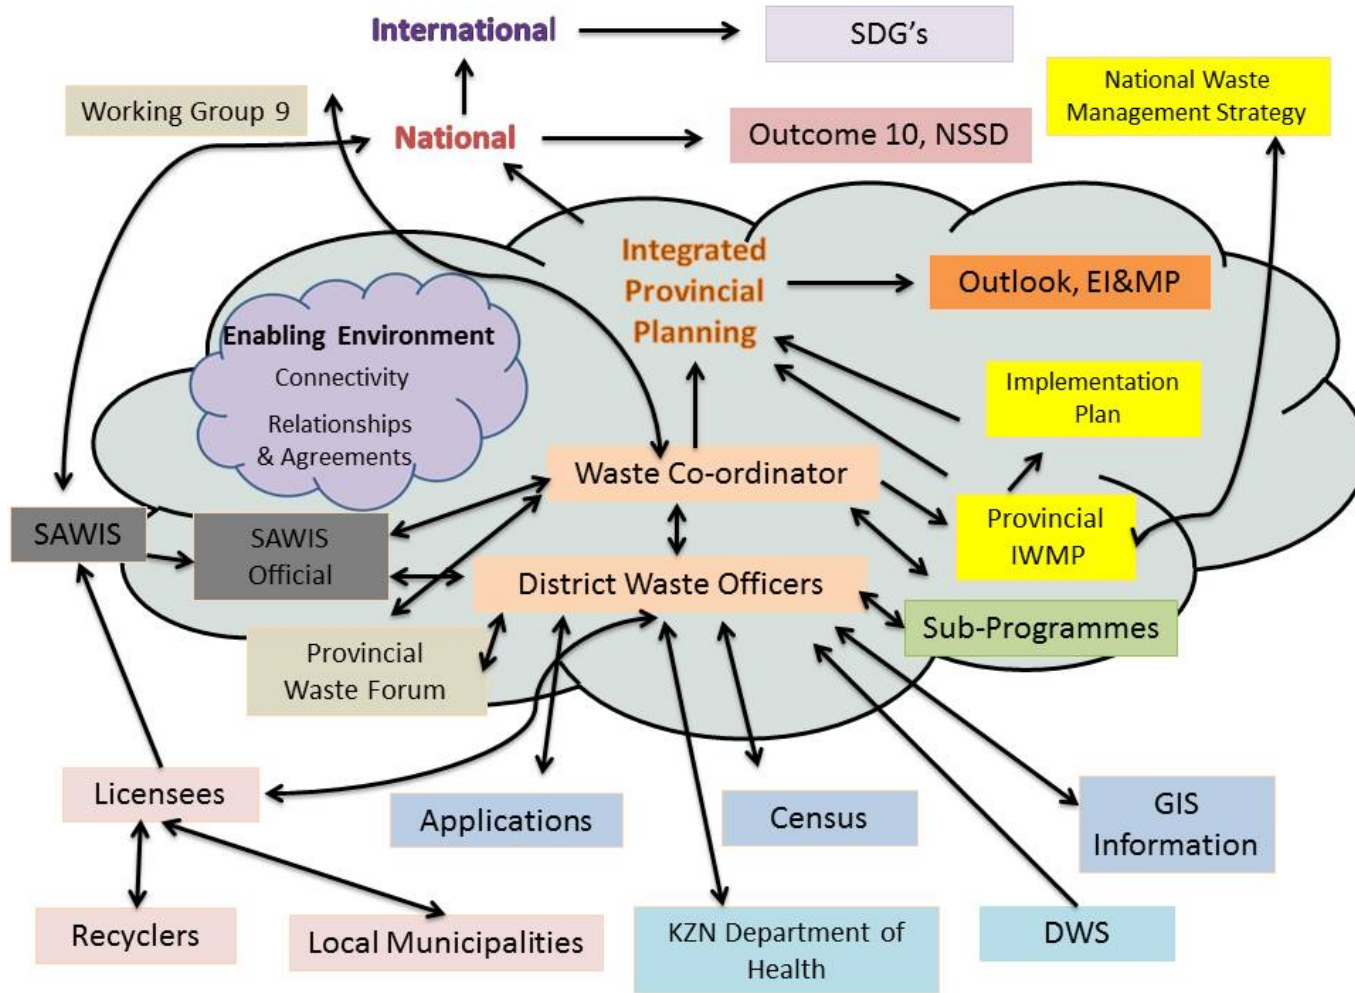 International
SDG's
National Waste
Management Strategy
Working Group 9
National
Outcome 10, NSSD
Integrated
Provincial
Planning
Outlook, EI&MP
Enabling Environment
Connectivity
Relationships
& Agreements
Implementation
Plan
Waste Co-ordinator
Provincial
IWMP
SAWIS
SAWIS
Official
District Waste Officers
Sub-Programmes
Provincial
Waste Forum
Licensees
Applications
Census
GIS
Information
Recyclers
Local Municipalities
KZN Department of
Health
DWS